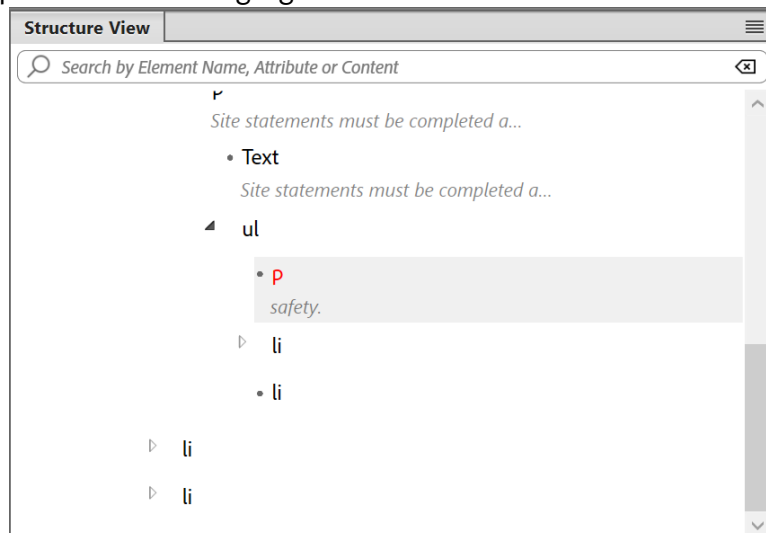 Structure View
Search by Element Name, Attribute or Content
p
Site statements must be completed a...
Text
Site statements must be completed a...
ul
p
safety.
li
li
li
li